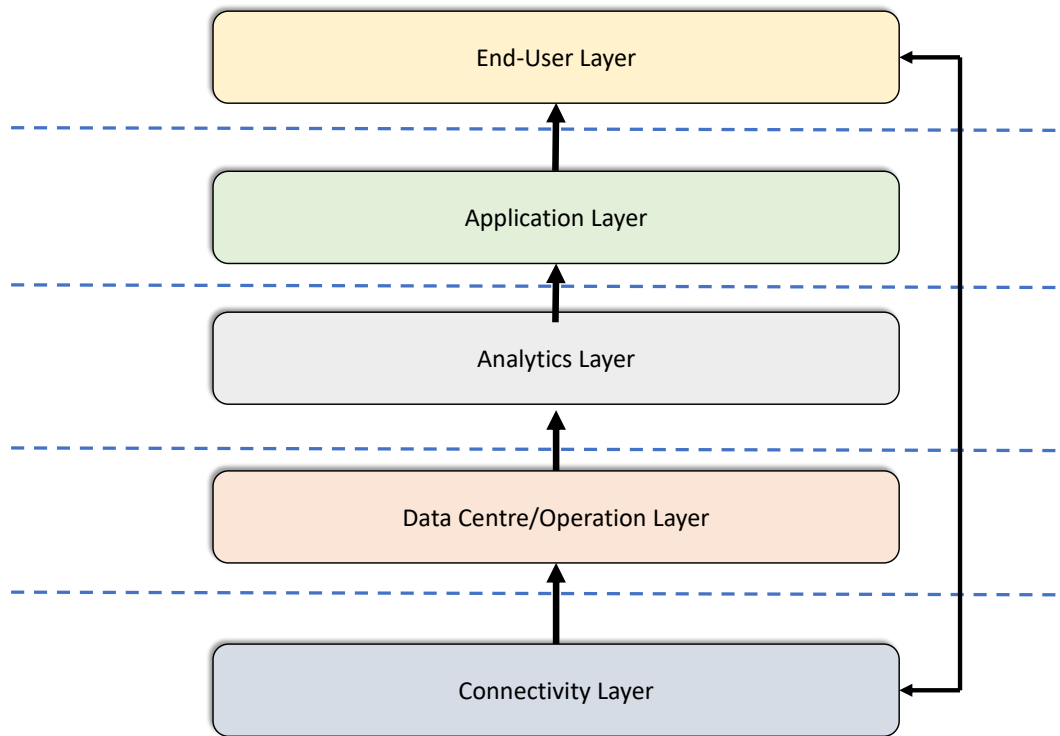 End-User Layer
Application Layer
Analytics Layer
Data Centre/Operation Layer
Connectivity Layer